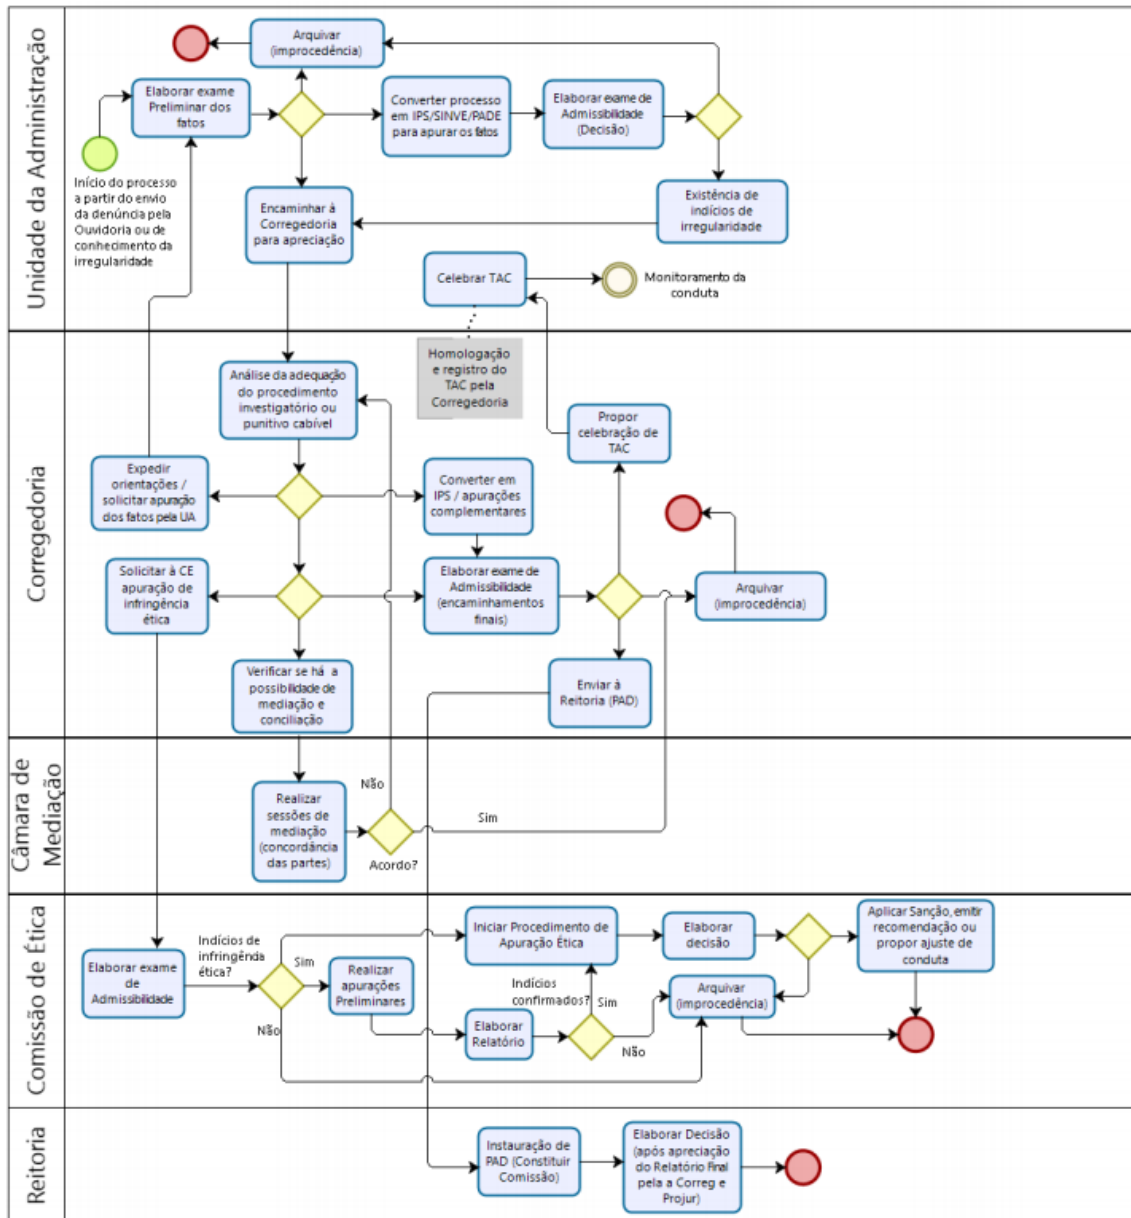 Unidade da Administração
Arquivar
(improcedência)
Elaborar exame
Preliminar dos
fatos
Converter processo
em IPS/SINVE/PADE
para apurar os fatos
Elaborar exame de
Admissibilidade
(Decisão)
Início do processo
a partir do envio
da denúncia pela
Ouvidoria ou de
conhecimento da
irregularidade
Encaminhar à
Corregedoria
para apreciação
Existência de
indícios de
irregularidade
Celebrar TAC
Monitoramento da
conduta
Corregedoria
Homologação
e registro do
TAC pela
Corregedoria
Análise da adequação
do procedimento
investigatório ou
punitivo cabível
Propor
celebração de
TAC
Expedir
orientações /
solicitar apuração
dos fatos pela UA
Converter em
IPS / apurações
complementares
Solicitar à CE
apuração de
infringência
ética
Elaborar exame de
Admissibilidade
(encaminhamentos
finais)
Arquivar
(improcedência)
Verificar se há a
possibilidade de
mediação e
conciliação
Enviar à
Reitoria (PAD)
Câmara de
Mediação
Realizar
sessões de
mediação
(concordância
das partes)
Não
Sim
Acordo?
Comissão de Ética
Elaborar exame
de
Admissibilidade
Indícios de
infringência
ética?
Sim
Não
Realizar
apurações
Preliminares
Iniciar Procedimento de
Apuração Ética
Elaborar
decisão
Aplicar Sanção, emitir
recomendação ou
propor ajuste de
conduta
Elaborar
Relatório
Indícios
confirmados?
Sim
Não
Arquivar
(improcedência)
Reitoria
Instauração de
PAD (Constituir
Comissão)
Elaborar Decisão
(após apreciação
do Relatório Final
pela a Correg e
Projur)